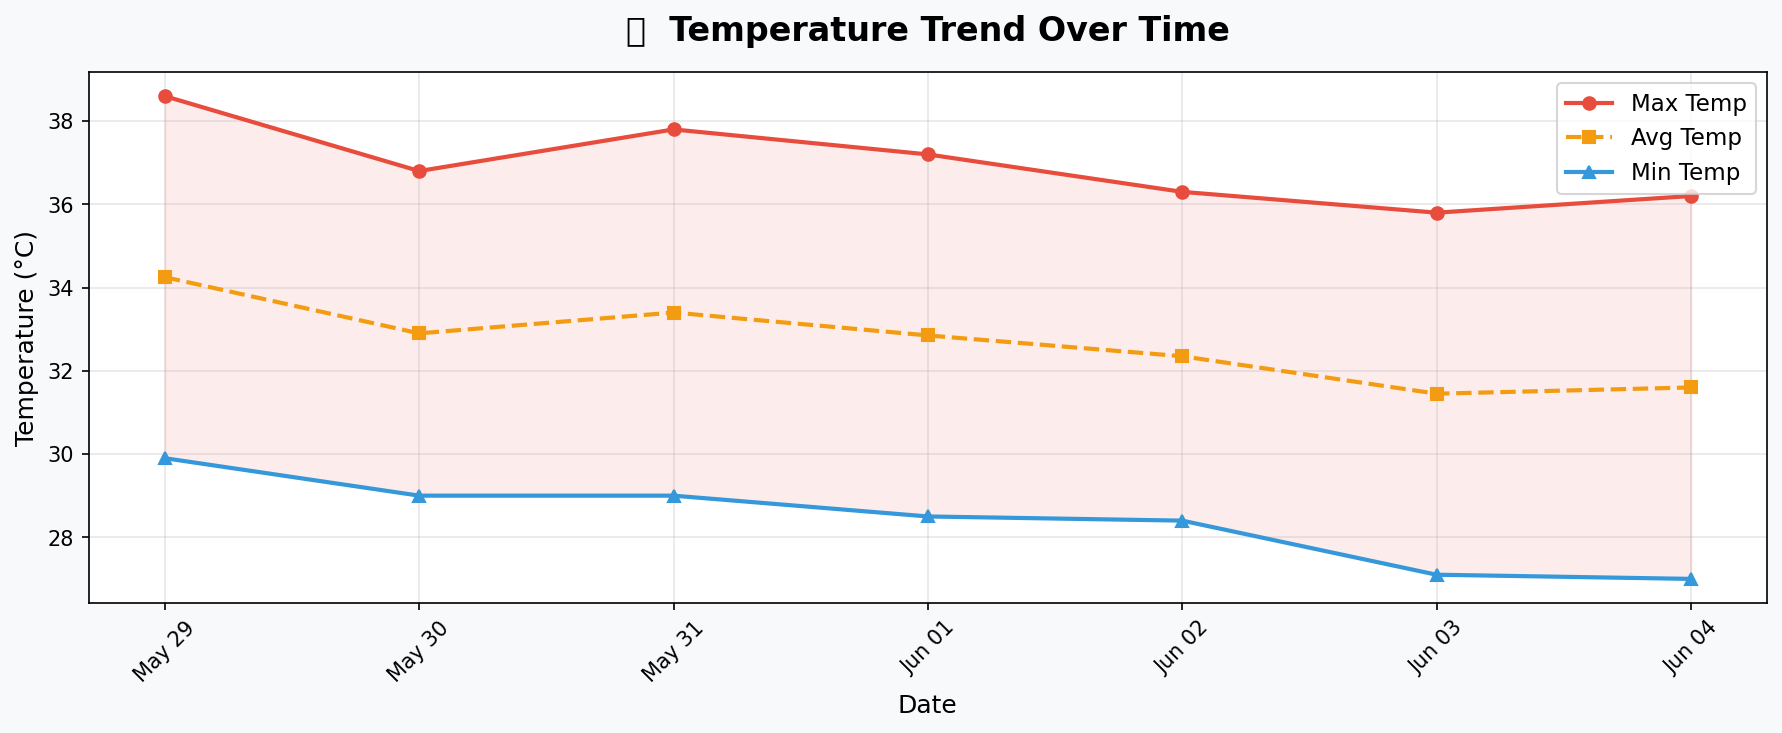 ▯ Temperature Trend Over Time
Max Temp
Avg Temp
Min Temp
38
36
34
32
30
28
Temperature (°C)
May 29
May 30
May 31
Jun 01
Jun 02
Jun 03
Jun 04
Date